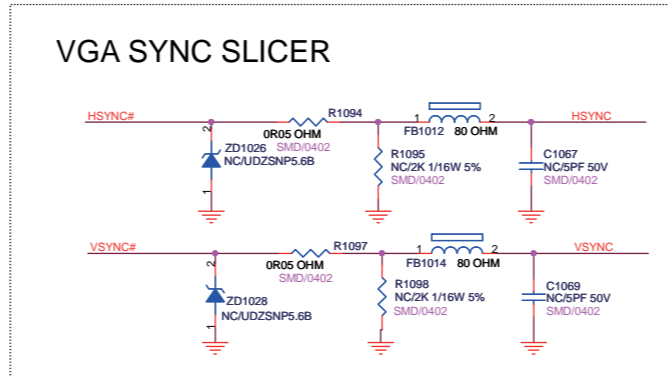 VGA SYNC SLICER
HSYNC#
R1094
1
2
HSYNC
2
ZD1026
0R05 OHM
FB1012
80 OHM
NC/UDZSNP5.6B
SMD/0402
R1095
C1067
1
NC/2K 1/16W 5%
NC/5PF 50V
SMD/0402
SMD/0402
VSYNC#
R1097
1
2
VSYNC
2
0R05 OHM
FB1014
80 OHM
SMD/0402
ZD1028
R1098
C1069
NC/UDZSNP5.6B
NC/2K 1/16W 5%
NC/5PF 50V
1
SMD/0402
SMD/0402